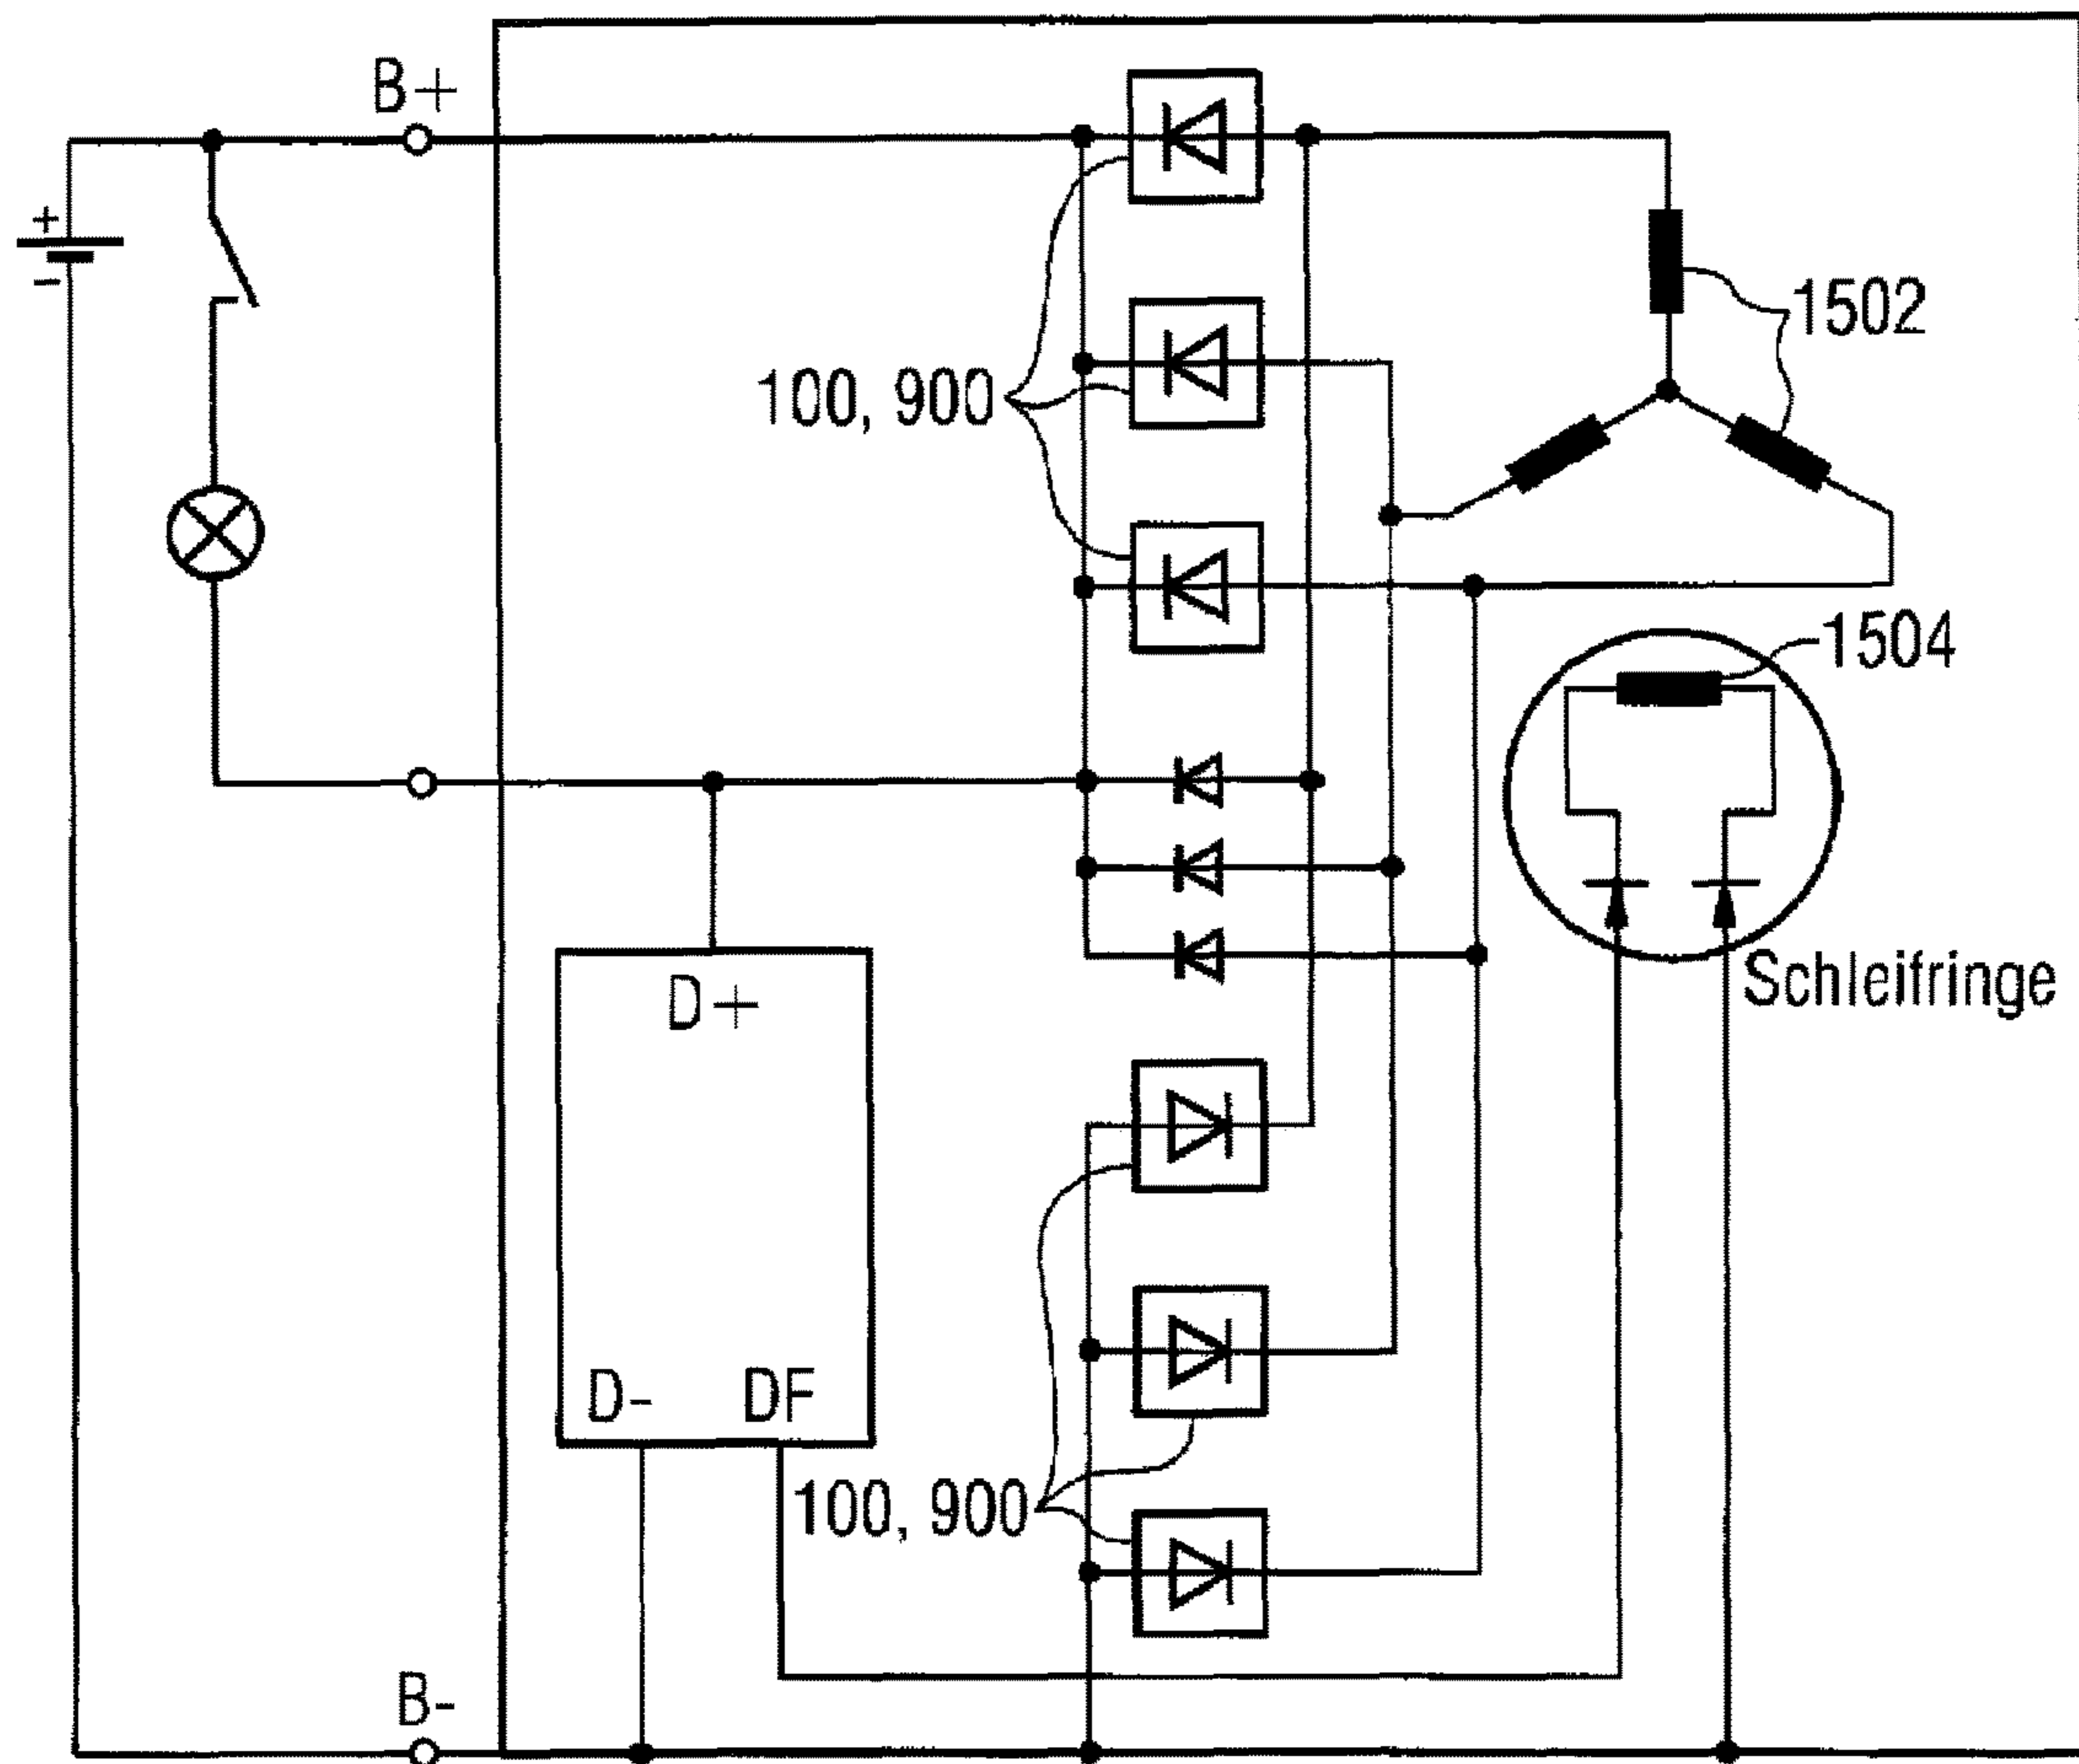 B+
+
-
1502
100, 900
1504
Schleifringe
D+
D-
DF
100, 900
B-